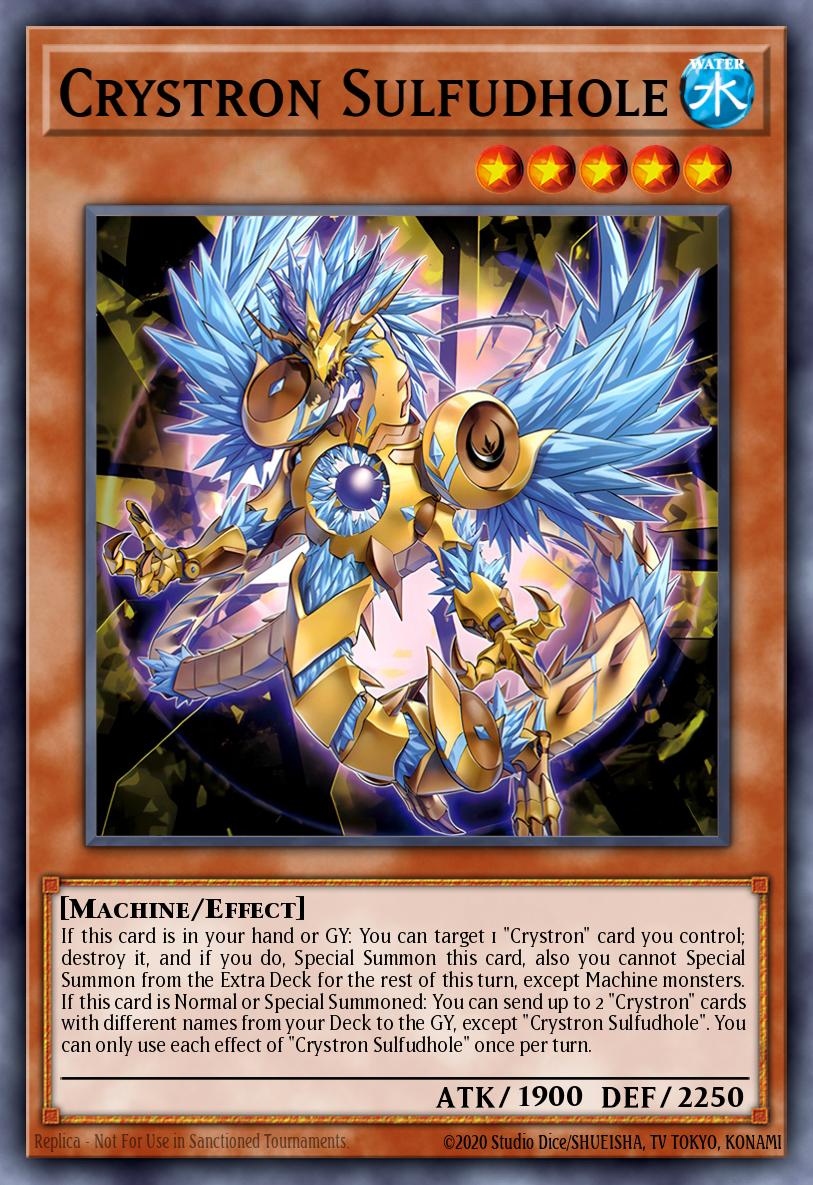 Crystron Sulfudhole
WATER
水
[Machine/Effect]
If this card is in your hand or GY: You can target 1 "Crystron" card you control;
destroy it, and if you do, Special Summon this card, also you cannot Special
Summon from the Extra Deck for the rest of this turn, except Machine monsters.
If this card is Normal or Special Summoned: You can send up to 2 "Crystron" cards
with different names from your Deck to the GY, except "Crystron Sulfudhole". You
can only use each effect of "Crystron Sulfudhole" once per turn.
ATK/1900 DEF/2250
Replica - Not For Use in Sanctioned Tournaments. ©2020 Studio Dice/SHUEISHA, TV TOKYO, KONAMI